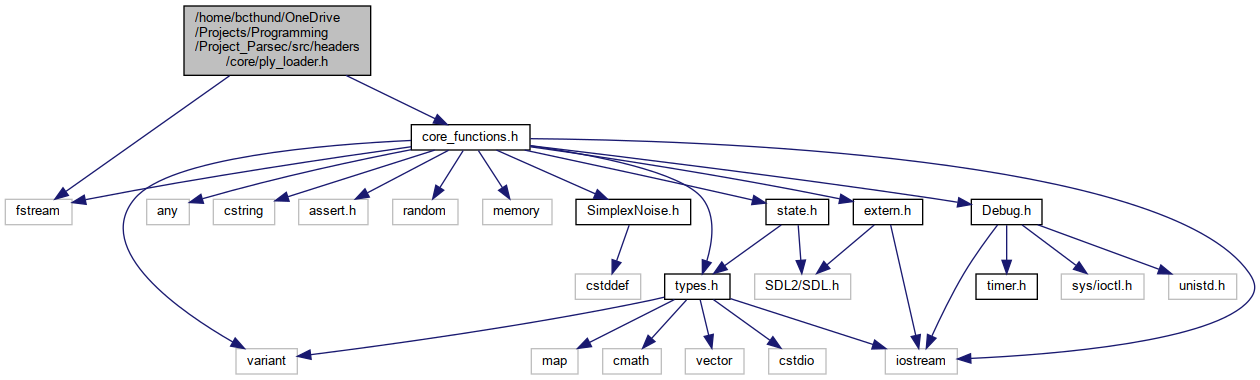 /home/bcthund/OneDrive
/Projects/Programming
/Project_Parsec/src/headers
/core/ply_loader.h
core_functions.h
fstream
any
cstring
assert.h
random
memory
SimplexNoise.h
state.h
extern.h
Debug.h
cstddef
types.h
SDL2/SDL.h
timer.h
sys/ioctl.h
unistd.h
variant
map
cmath
vector
cstdio
iostream